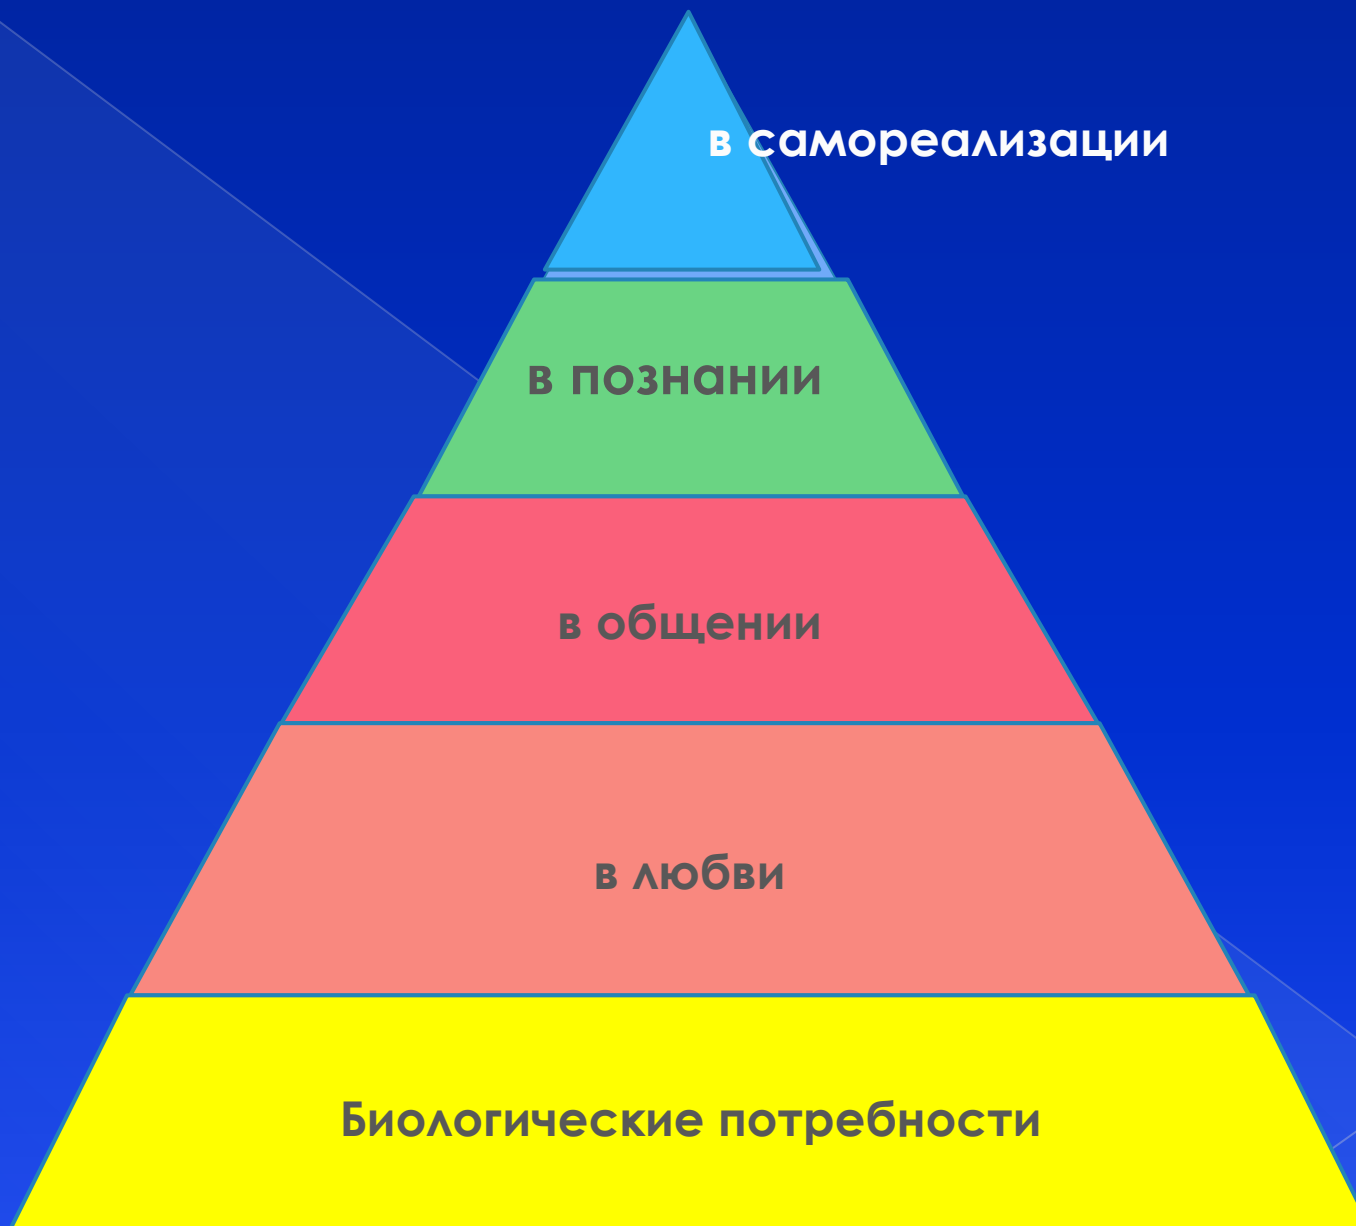 в самореализации
в познании
в общении
в любви
Биологические потребности